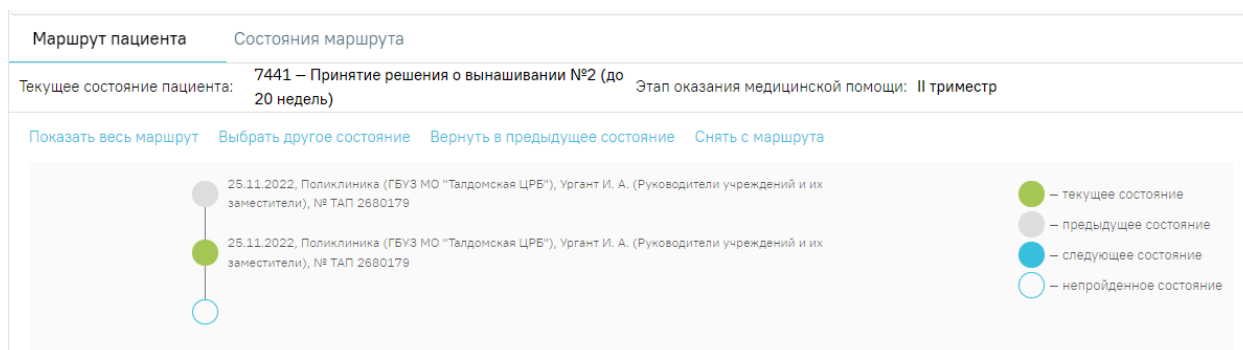 Маршрут пациента Состояния маршрута
Текущее состояние пациента: 7441 – Принятие решения о вынашивании №2 (до 20 недель) Этап оказания медицинской помощи: II триместр
Показать весь маршрут Выбрать другое состояние Вернуть в предыдущее состояние Снять с маршрута
25.11.2022, Поликлиника (ГБУЗ МО "Талдомская ЦРБ"), Ургант И. А. (Руководители учреждений и их
заместители), № ТАП 2680179
25.11.2022, Поликлиника (ГБУЗ МО "Талдомская ЦРБ"), Ургант И. А. (Руководители учреждений и их
заместители), № ТАП 2680179
– текущее состояние
– предыдущее состояние
– следующее состояние
– непройденное состояние